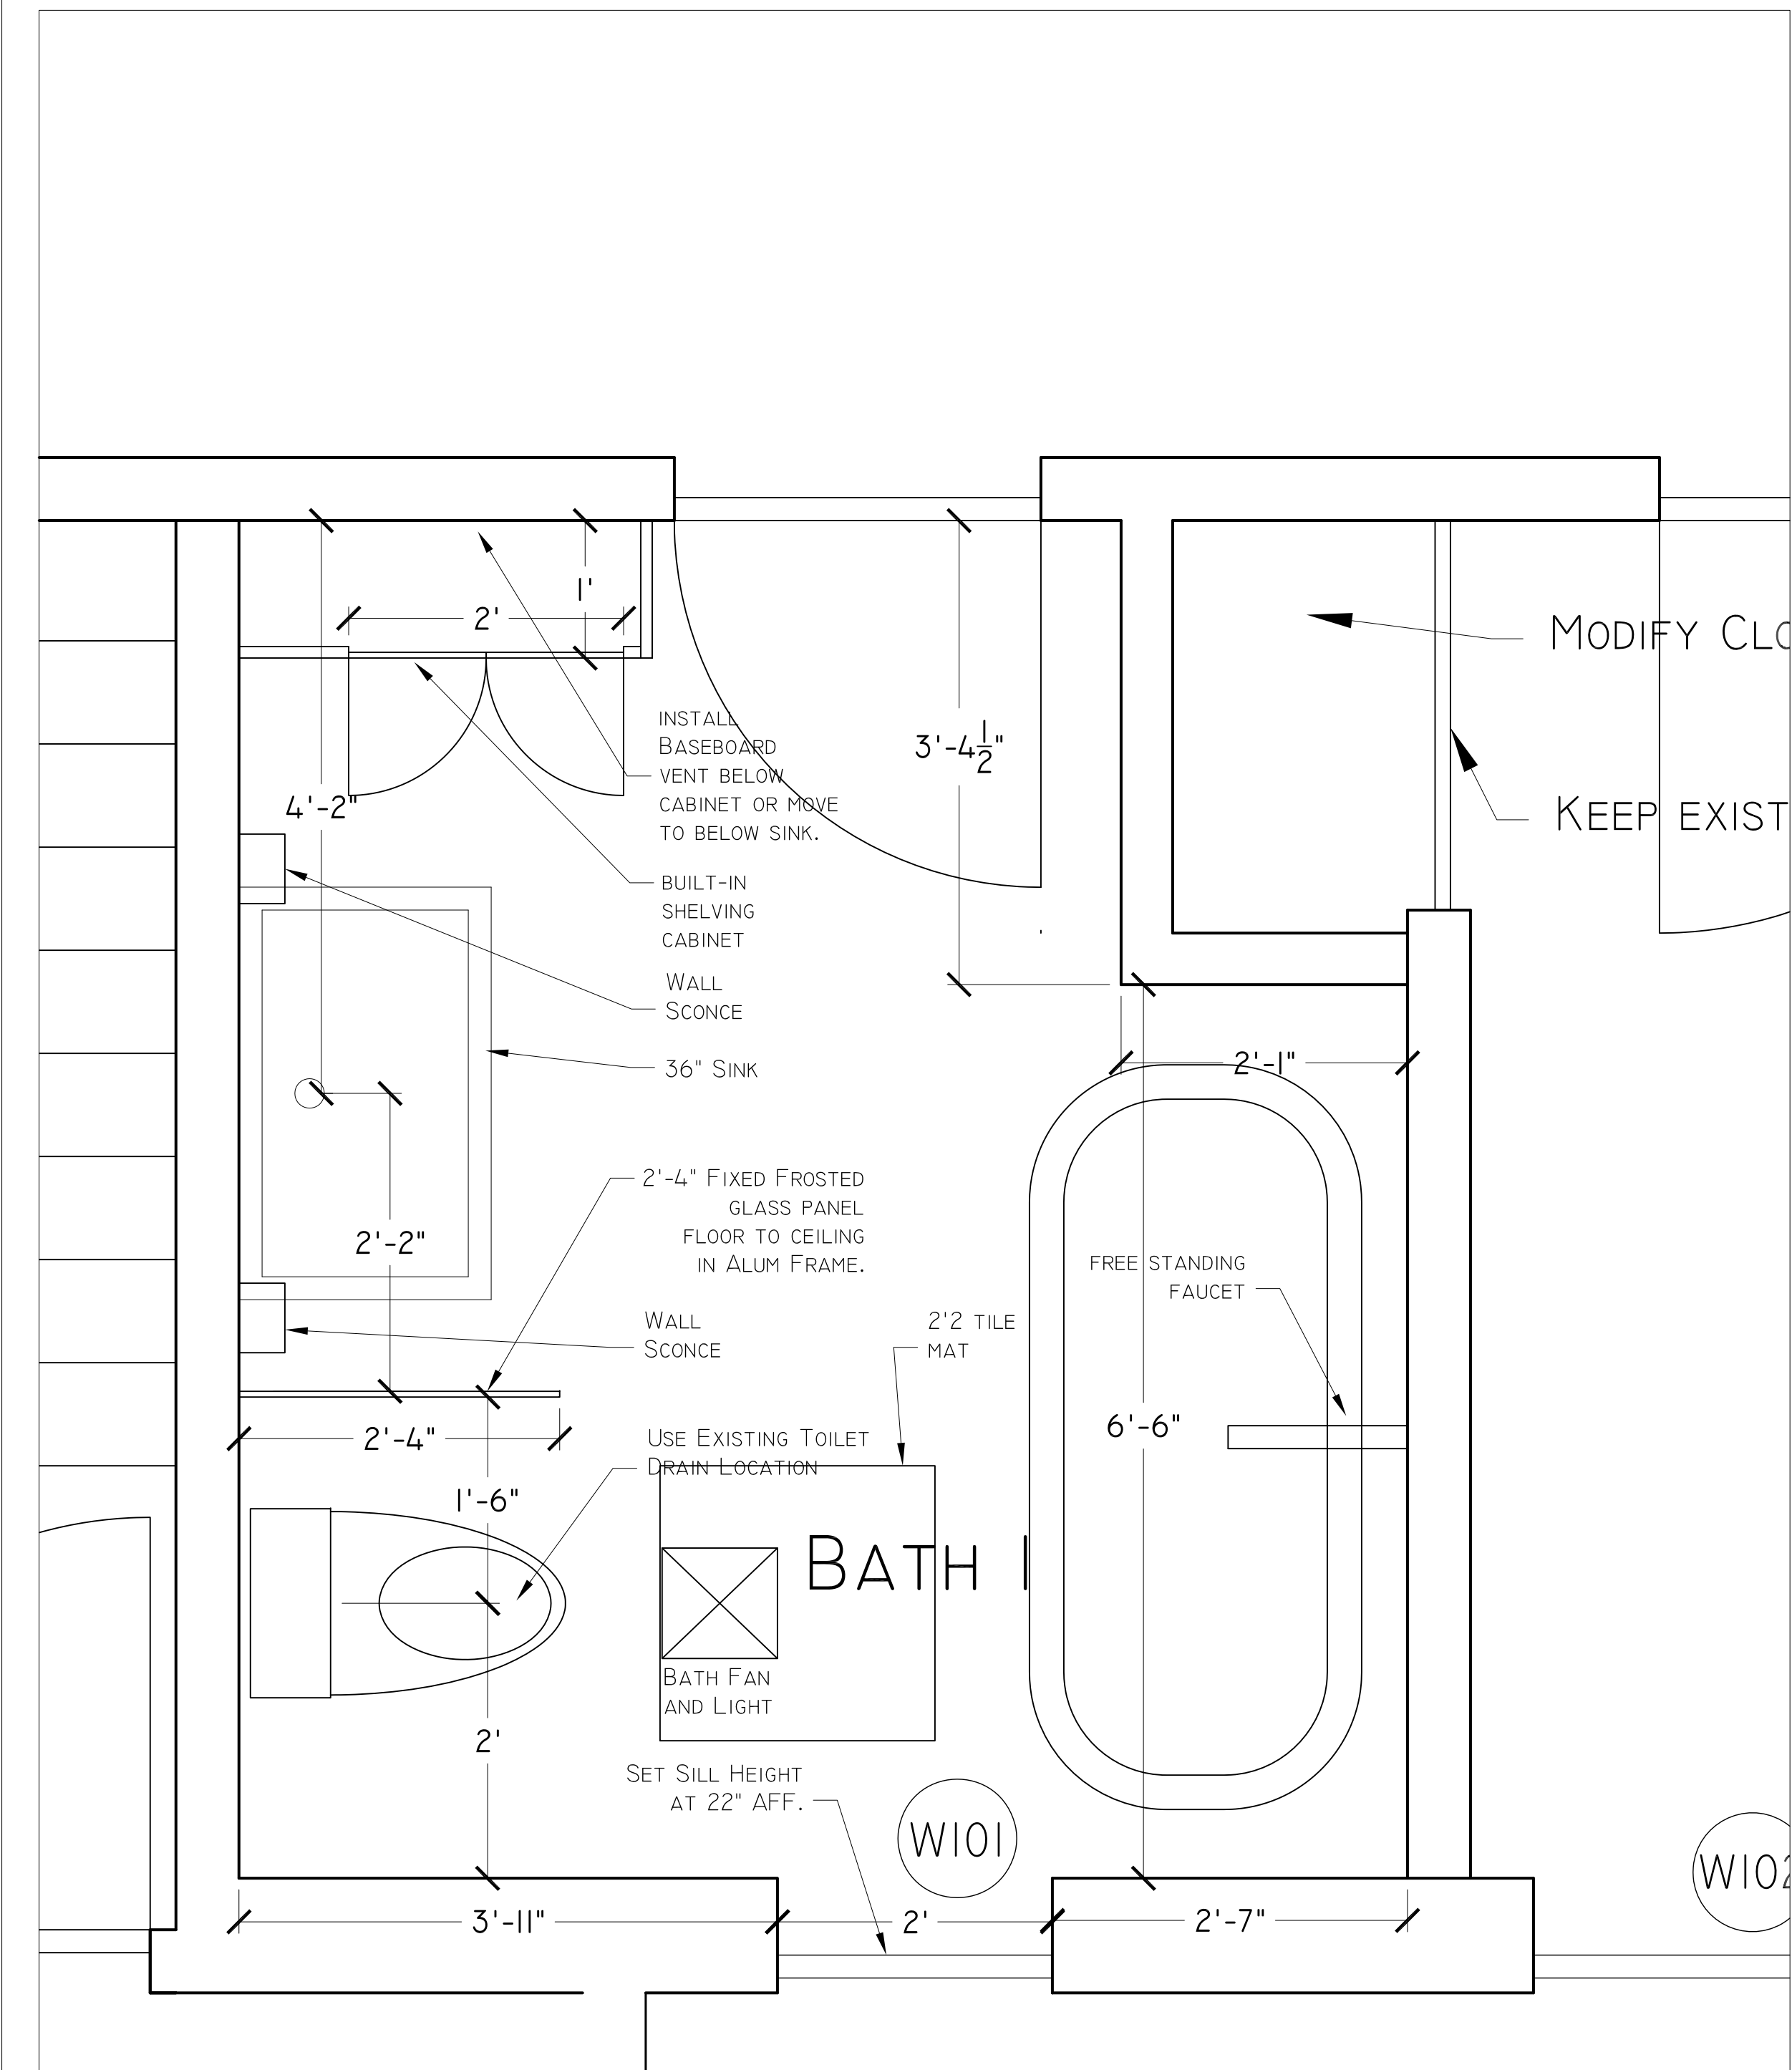 1'
2'
MODIFY
3'-4 1/2"
INSTALL
BASEBOARD
VENT BELOW
CABINET OR MOVE
TO BELOW SINK.
4'-2"
KEEP EXIST
BUILT-IN
SHELVING
CABINET
WALL
SCONCE
36" SINK
2'-1"
2'-4" FIXED FROSTED
GLASS PANEL
FLOOR TO CEILING
IN ALUM FRAME.
2'-2"
FREE STANDING
FAUCET
WALL
SCONCE
2'2 TILE
MAT
6'-6"
2'-4"
USE EXISTING TOILET
DRAIN LOCATION
1'-6"
BATH 1
BATH FAN
AND LIGHT
2'
SET SILL HEIGHT
AT 22" AFF.
W101
W102
3'-11"
2'
2'-7"